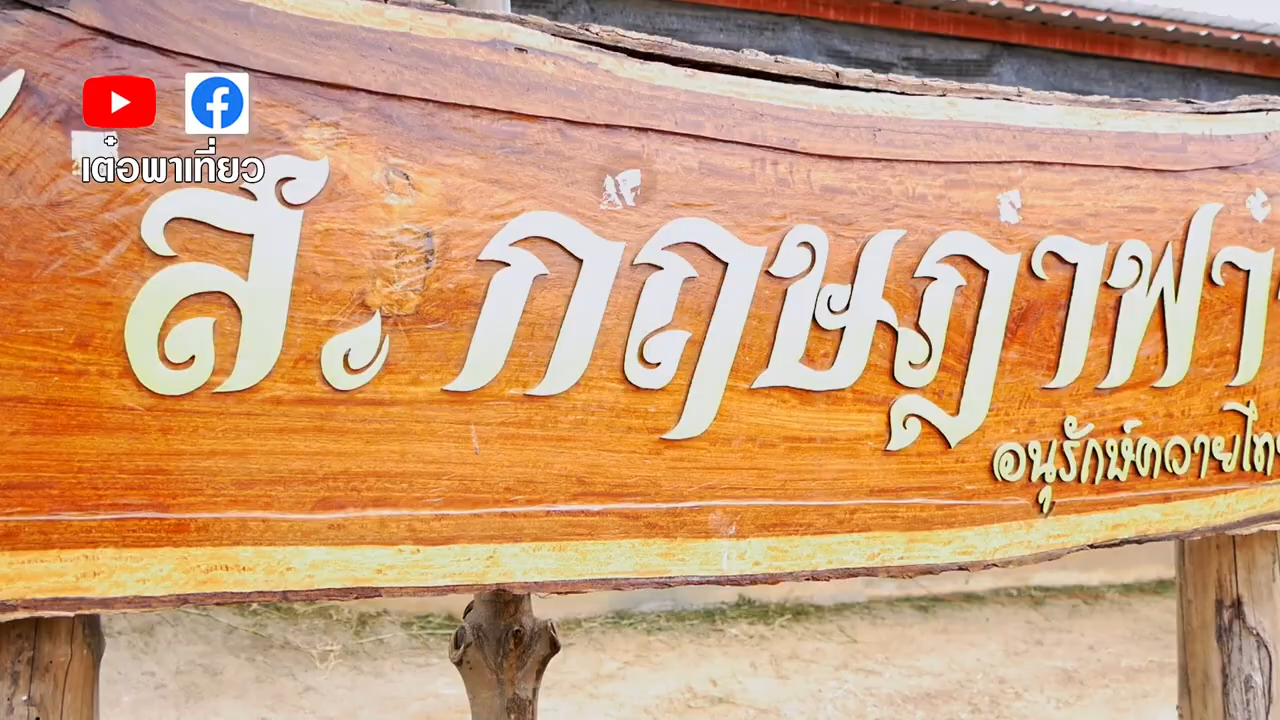 เต๋อพาเที่ยว
ส.กฤษฎาฟา
อนุรักษ์ควายไทย